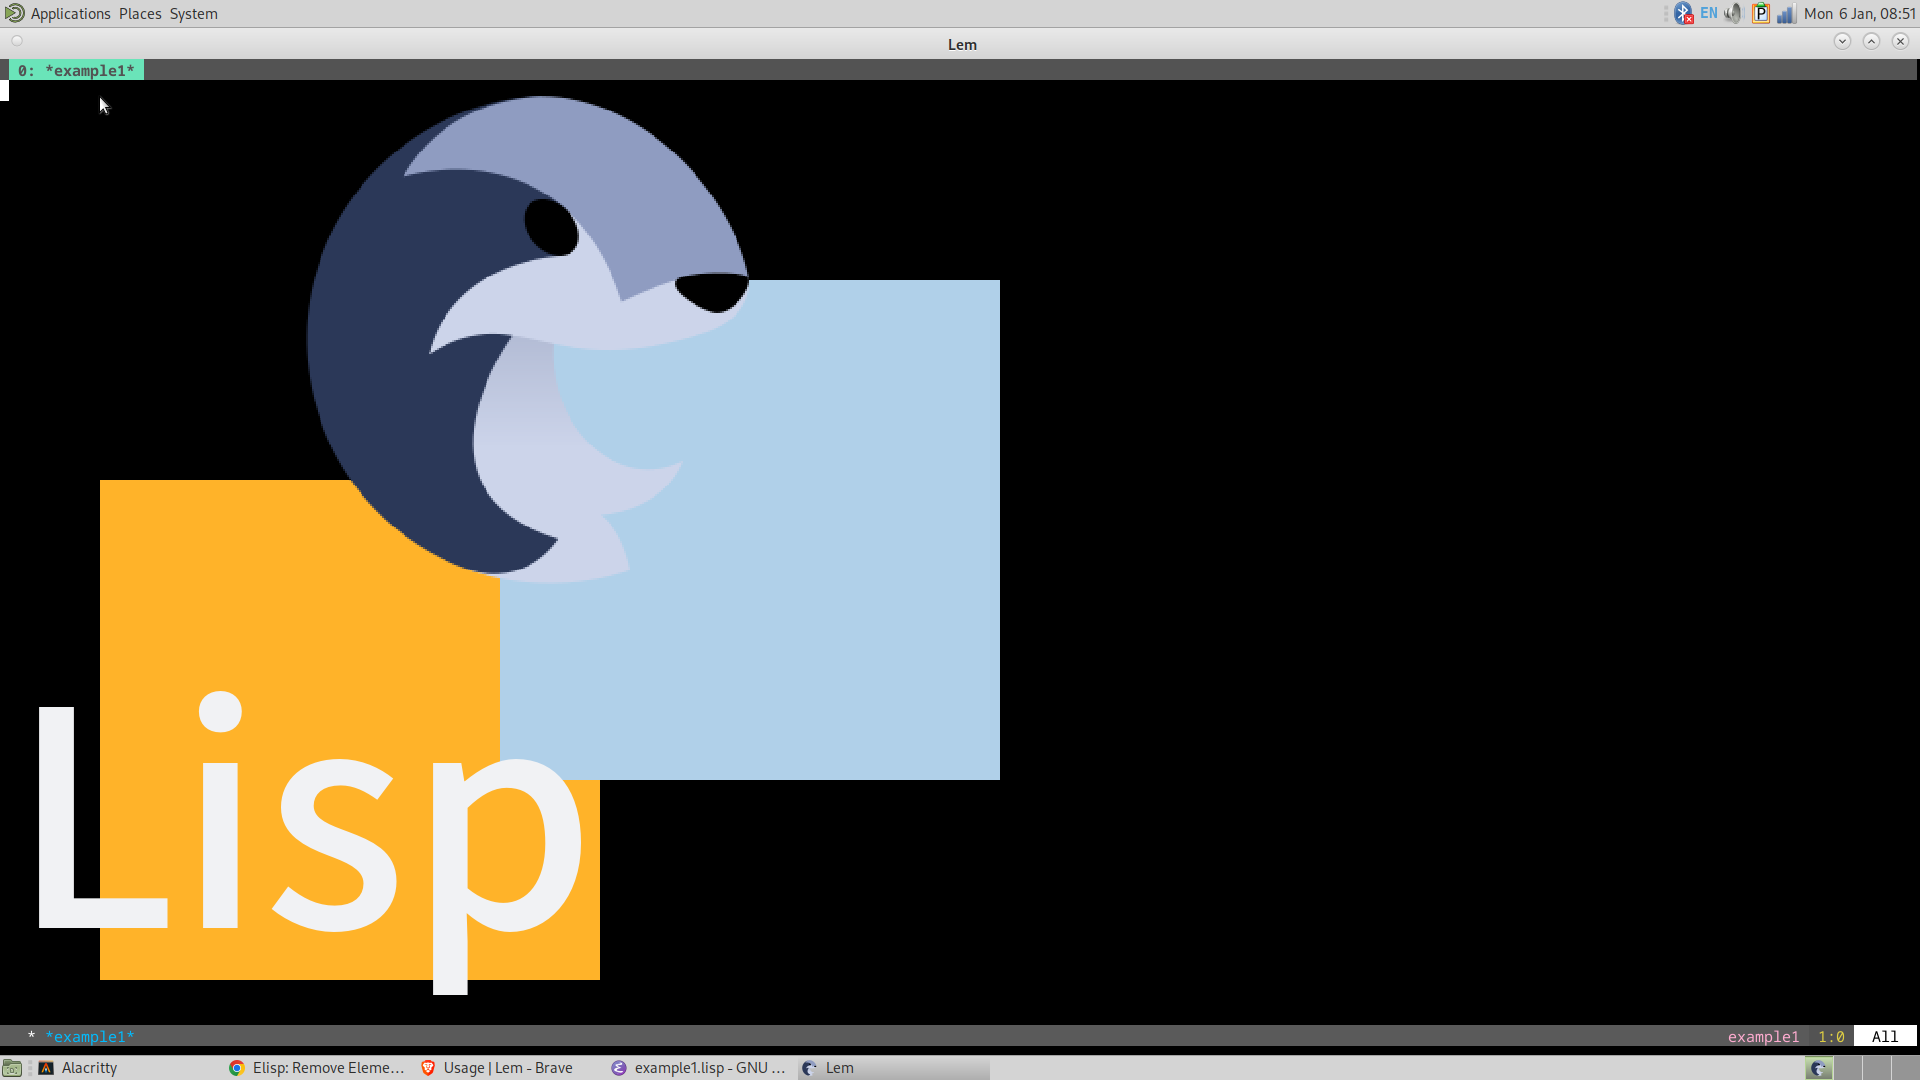 Applications Places System
EN
P
Mon 6 Jan, 08:51
Lem
0: *example1*
Lisp
* *example1*
example1 1:0 All
Alacritty
Elisp: Remove Eleme...
Usage | Lem - Brave
example1.lisp - GNU ...
Lem